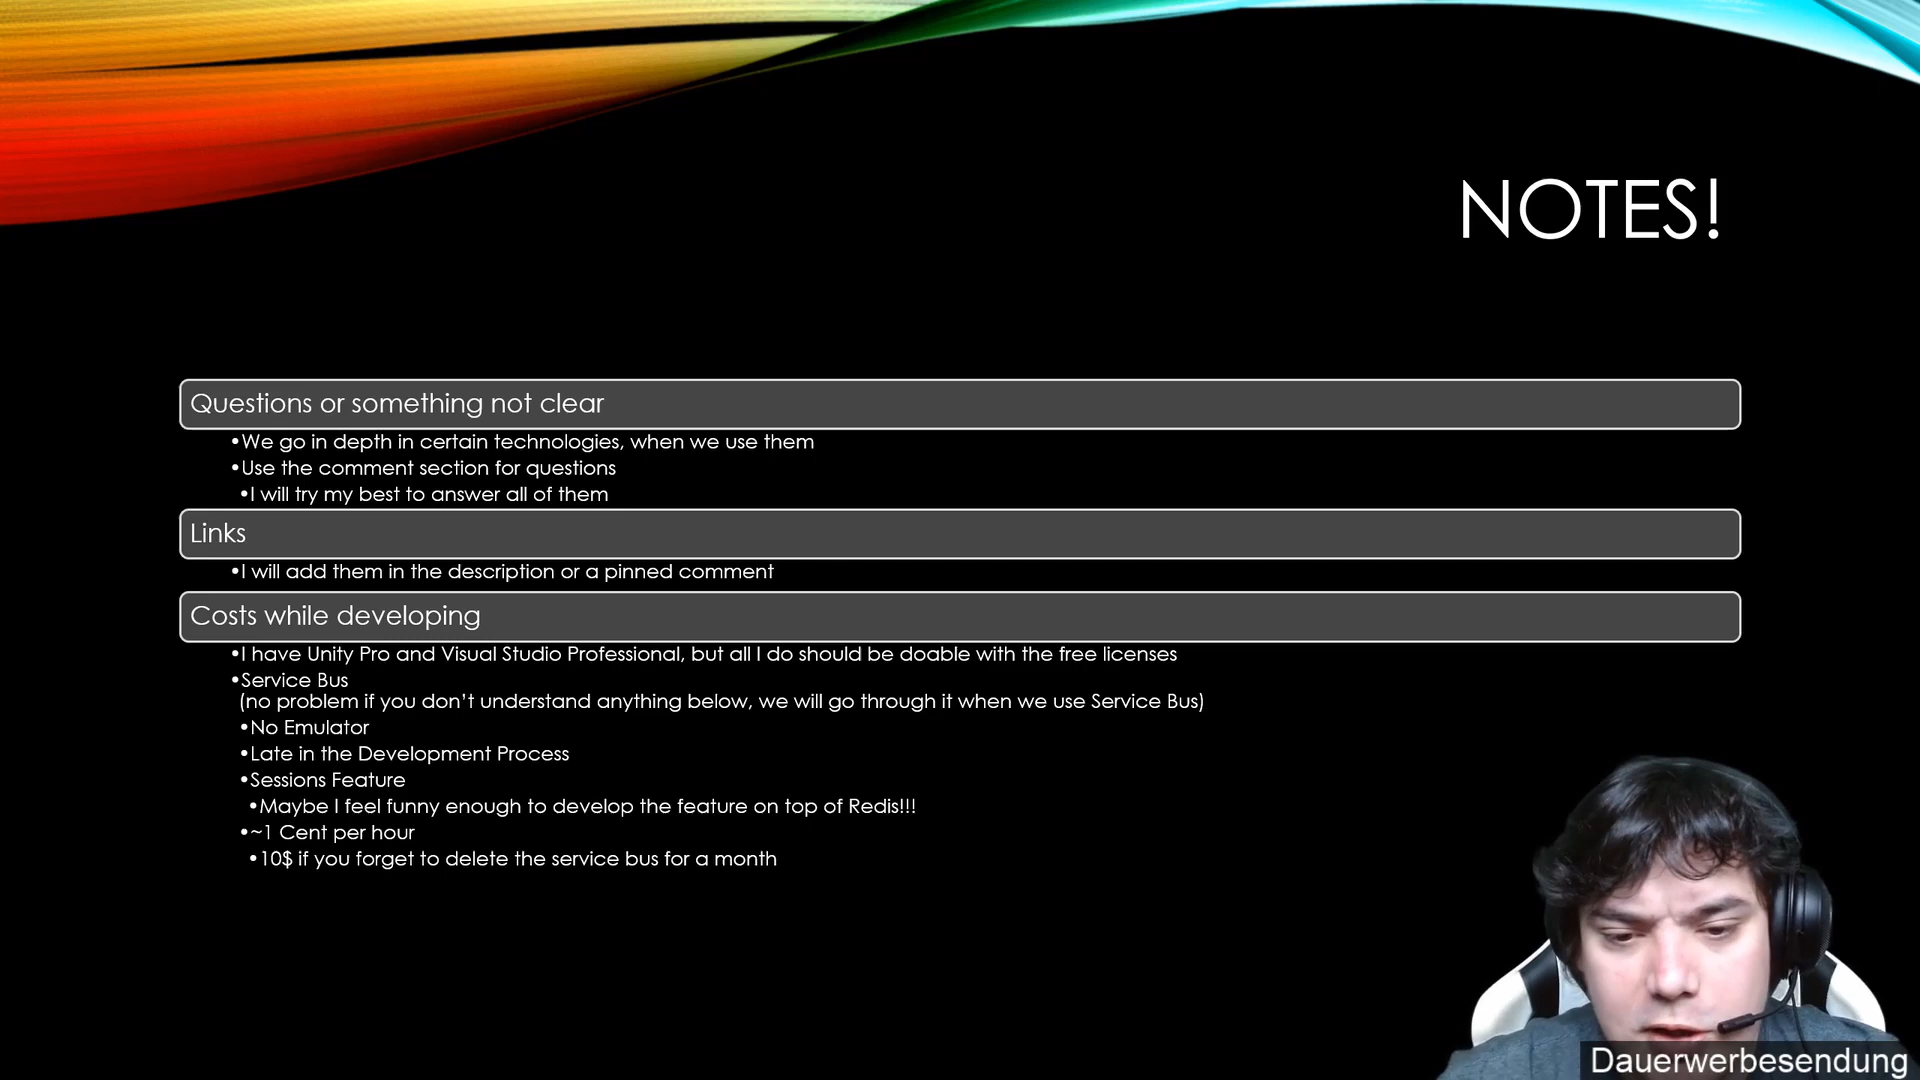 NOTES!
Questions or something not clear
•We go in depth in certain technologies, when we use them
•Use the comment section for questions
•I will try my best to answer all of them
Links
•I will add them in the description or a pinned comment
Costs while developing
•I have Unity Pro and Visual Studio Professional, but all I do should be doable with the free licenses
•Service Bus
(no problem if you don’t understand anything below, we will go through it when we use Service Bus)
•No Emulator
•Late in the Development Process
•Sessions Feature
•Maybe I feel funny enough to develop the feature on top of Redis!!!
•~1 Cent per hour
•10$ if you forget to delete the service bus for a month
Dauerwerbesendung